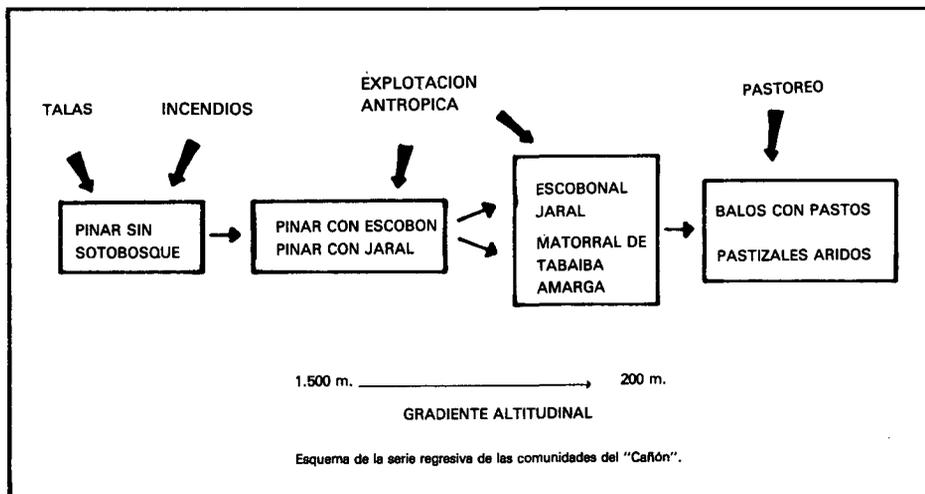 TALAS
INCENDIOS
EXPLOTACION
ANTROPICA
PASTOREO
PINAR SIN
SOTOBOSQUE
PINAR CON ESCOBON
PINAR CON JARAL
ESCOBONAL
JARAL
MATORRAL DE
TABAIBA
AMARGA
BALOS CON PASTOS
PASTIZALES ARIDOS
1.500 m.
200 m.
GRADIENTE ALTITUDINAL
Esquema de la serie regresiva de las comunidades del "Cañón".